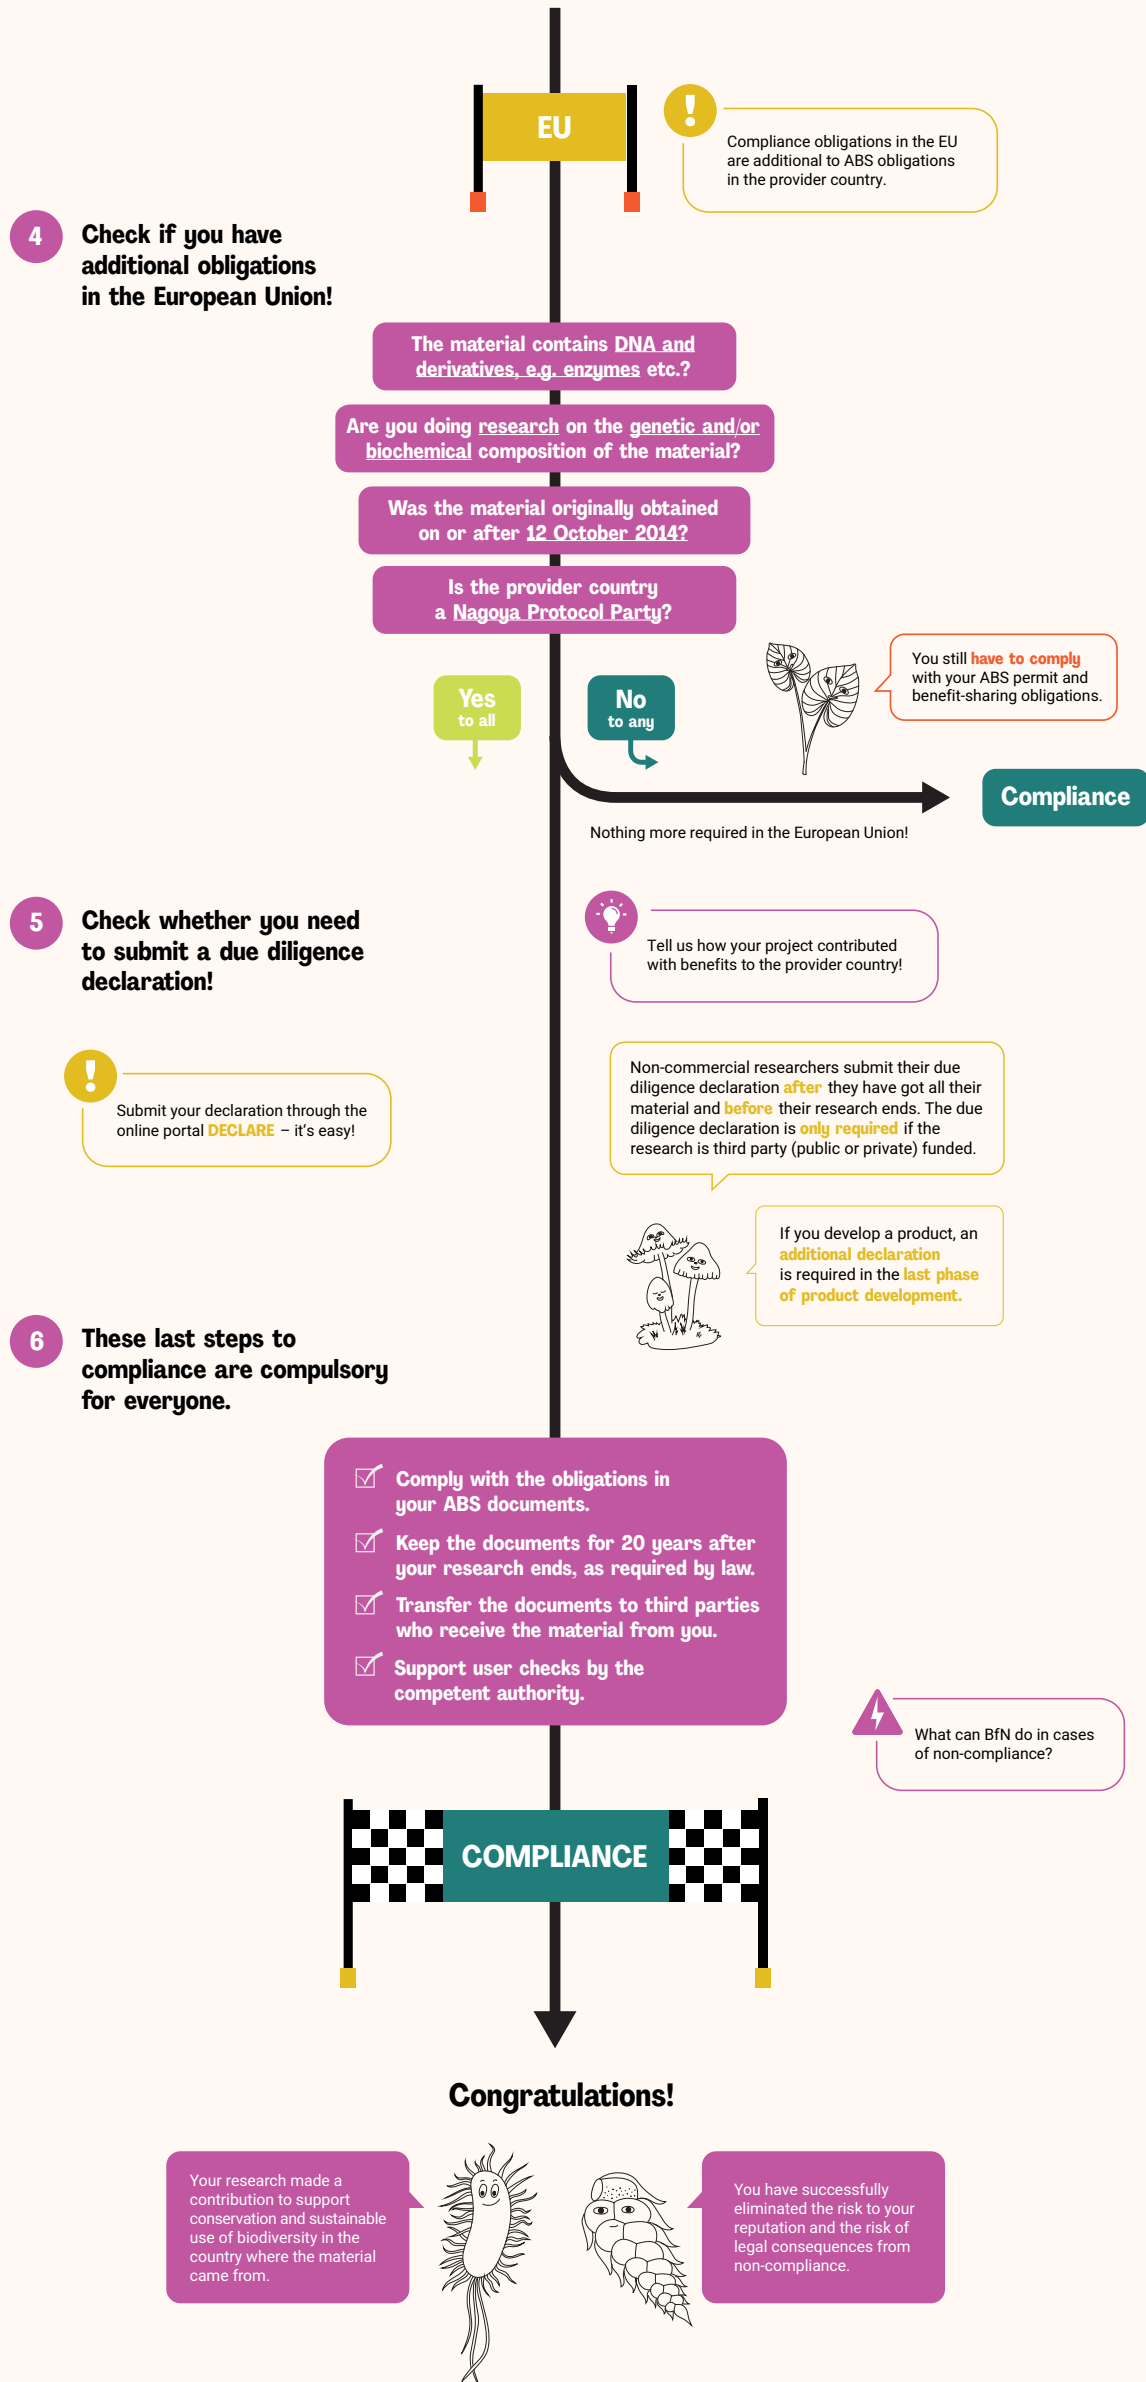 EU
Compliance obligations in the EU
are additional to ABS obligations
in the provider country.
4
Check if you have
additional obligations
in the European Union!
The material contains DNA and
derivatives, e.g. enzymes etc.?
Are you doing research on the genetic and/or
biochemical composition of the material?
Was the material originally obtained
on or after 12 October 2014?
Is the provider country
a Nagoya Protocol Party?
Yes
to all
No
to any
You still have to comply
with your ABS permit and
benefit-sharing obligations.
Compliance
Nothing more required in the European Union!
5
Check whether you need
to submit a due diligence
declaration!
Tell us how your project contributed
with benefits to the provider country!
Submit your declaration through the
online portal DECLARE – it‘s easy!
Non-commercial researchers submit their due
diligence declaration after they have got all their
material and before their research ends. The due
diligence declaration is only required if the
research is third party (public or private) funded.
If you develop a product, an
additional declaration
is required in the last phase
of product development.
6
These last steps to
compliance are compulsory
for everyone.
Comply with the obligations in
your ABS documents.
Keep the documents for 20 years after
your research ends, as required by law.
Transfer the documents to third parties
who receive the material from you.
Support user checks by the
competent authority.
What can BfN do in cases
of non-compliance?
COMPLIANCE
Congratulations!
Your research made a
contribution to support
conservation and sustainable
use of biodiversity in the
country where the material
came from.
You have successfully
eliminated the risk to your
reputation and the risk of
legal consequences from
non-compliance.